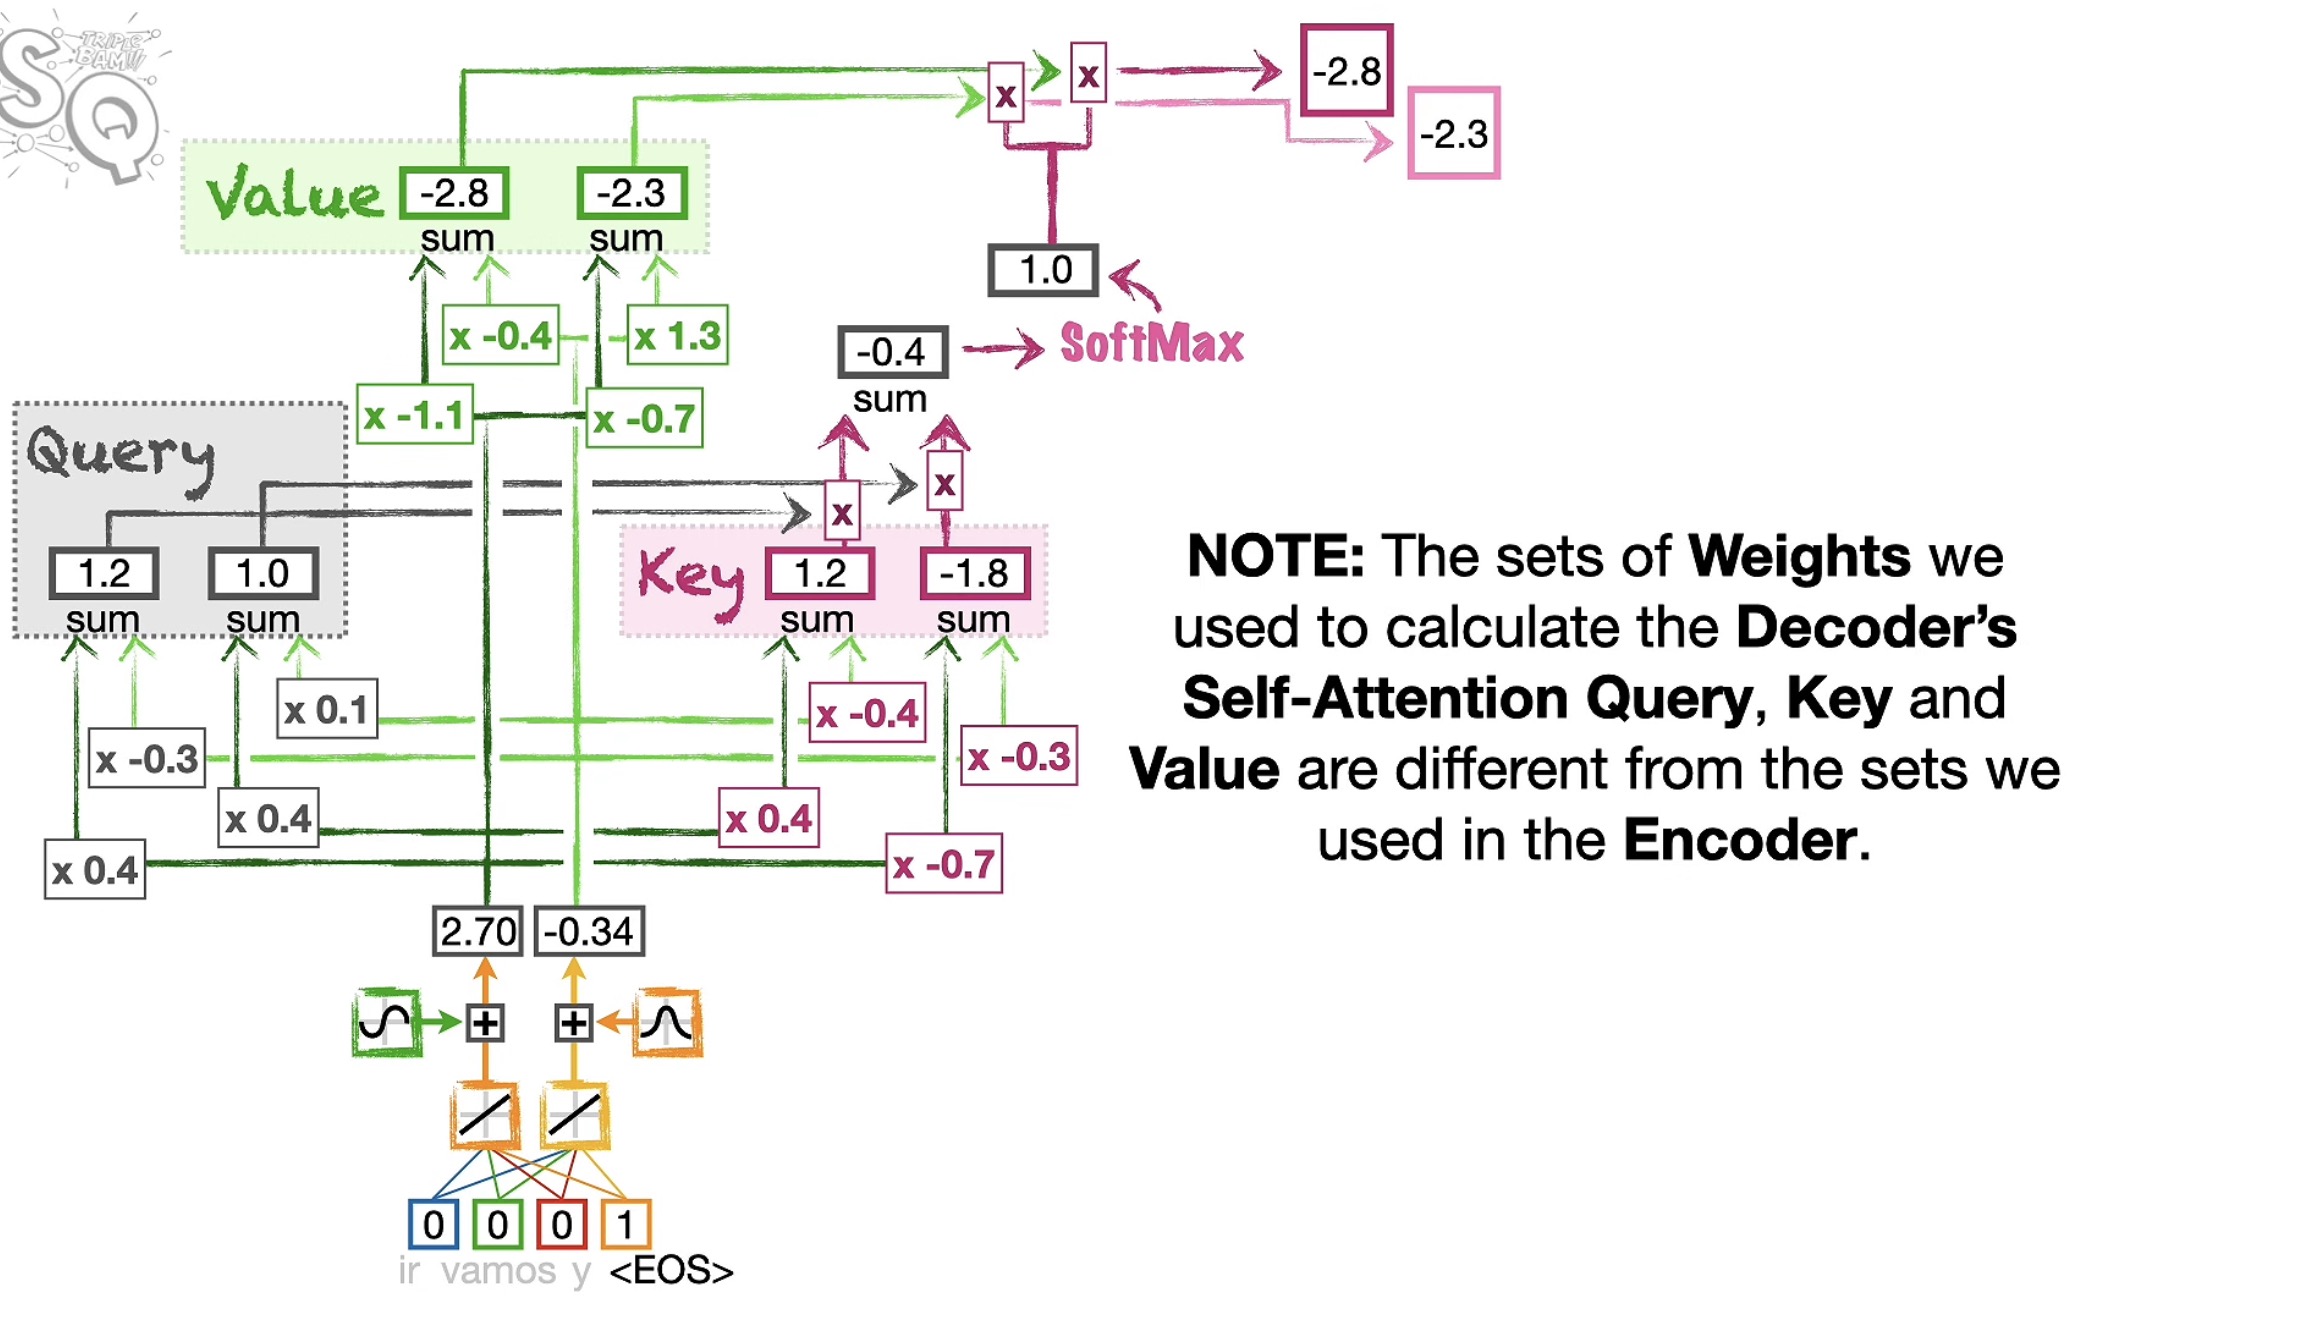 SQ
TRIPLE
BAM!!
x
x
-2.8
-2.3
Value
-2.8
-2.3
sum
sum
1.0
x -0.4
x 1.3
-0.4
SoftMax
sum
x -1.1
x -0.7
Query
x
x
1.2
1.0
sum
sum
Key
1.2
-1.8
sum
sum
NOTE: The sets of Weights we
used to calculate the Decoder’s
Self-Attention Query, Key and
Value are different from the sets we
used in the Encoder.
x 0.1
x -0.4
x -0.3
x -0.3
x 0.4
x 0.4
x 0.4
x -0.7
2.70
-0.34
+
+
0
0
0
1
ir vamos y <EOS>